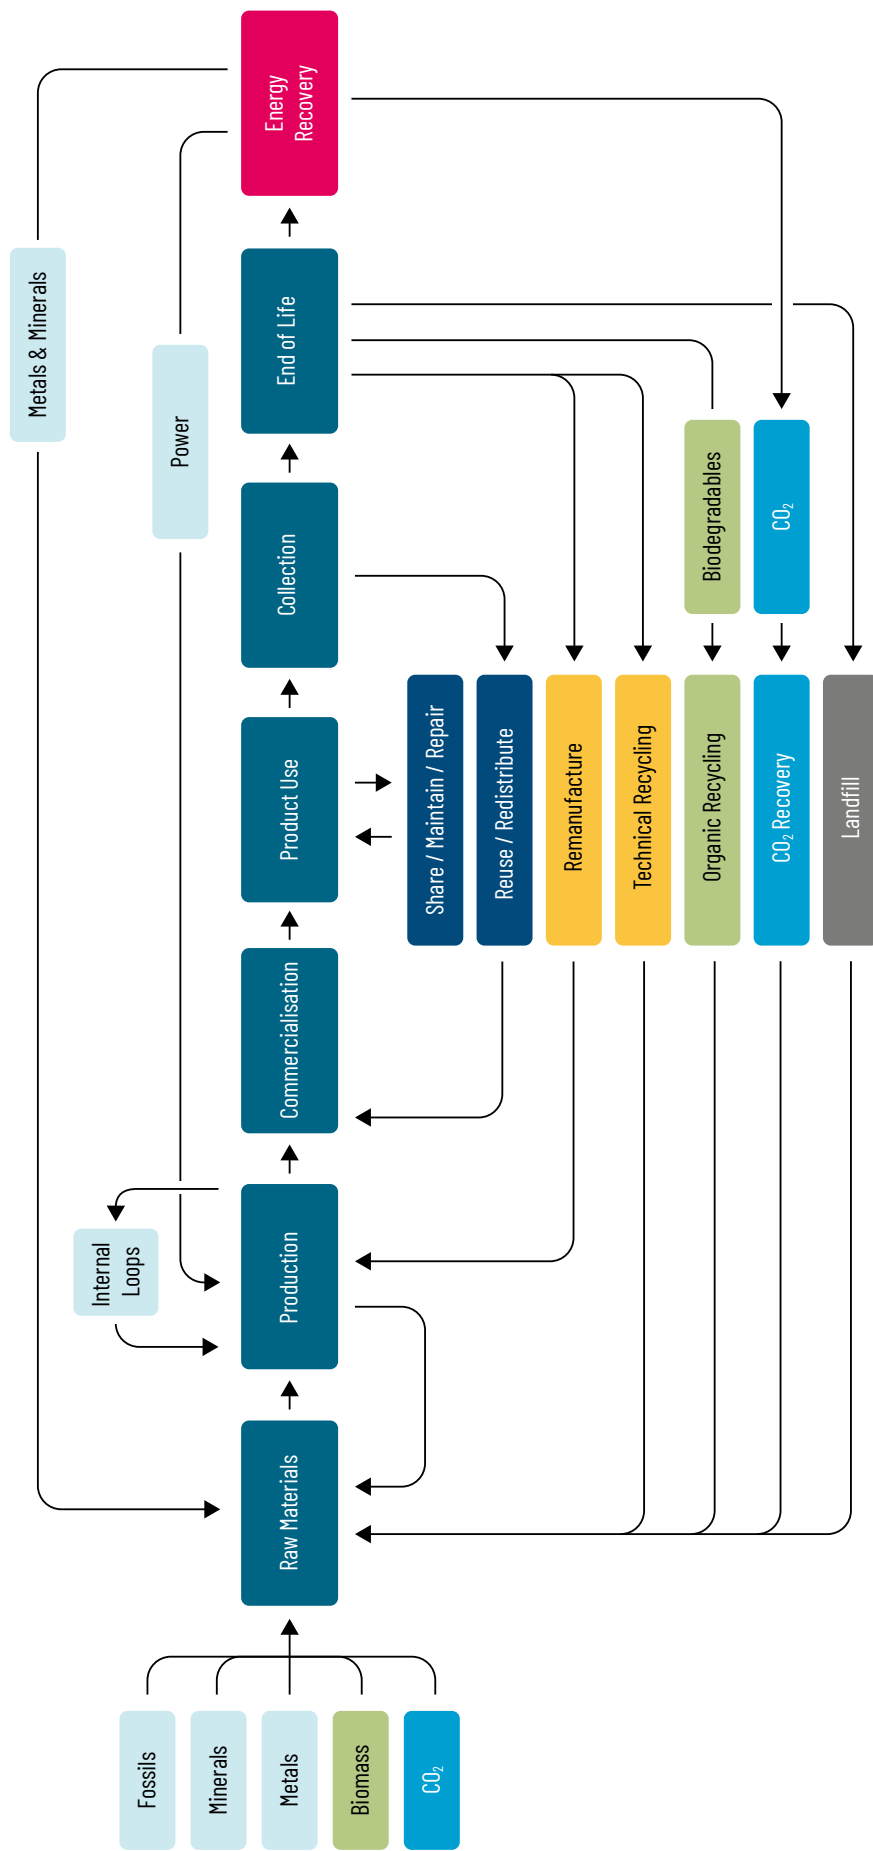 Metals & Minerals
Power
Internal
Loops
Fossils
Minerals
Metals
Biomass
CO₂
Raw Materials
Production
Commercialisation
Product Use
Collection
End of Life
Energy
Recovery
Share / Maintain / Repair
Reuse / Redistribute
Remanufacture
Technical Recycling
Organic Recycling
Biodegradables
CO₂ Recovery
CO₂
Landfill